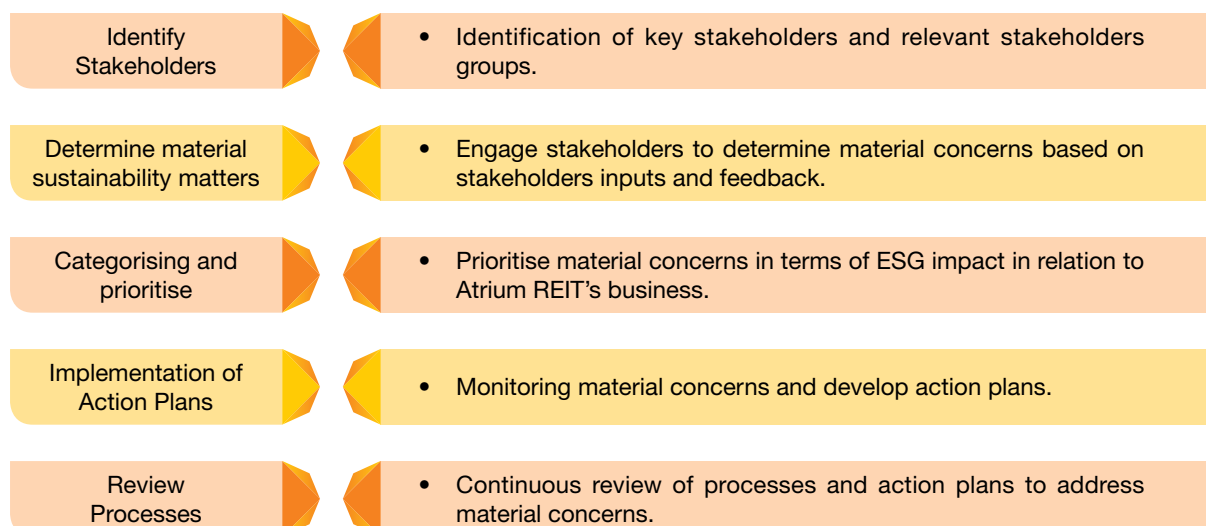 Identify
Stakeholders
• Identification of key stakeholders and relevant stakeholders
groups.
Determine material
sustainability matters
• Engage stakeholders to determine material concerns based on
stakeholders inputs and feedback.
Categorising and
prioritise
• Prioritise material concerns in terms of ESG impact in relation to
Atrium REIT’s business.
Implementation of
Action Plans
• Monitoring material concerns and develop action plans.
Review
Processes
• Continuous review of processes and action plans to address
material concerns.